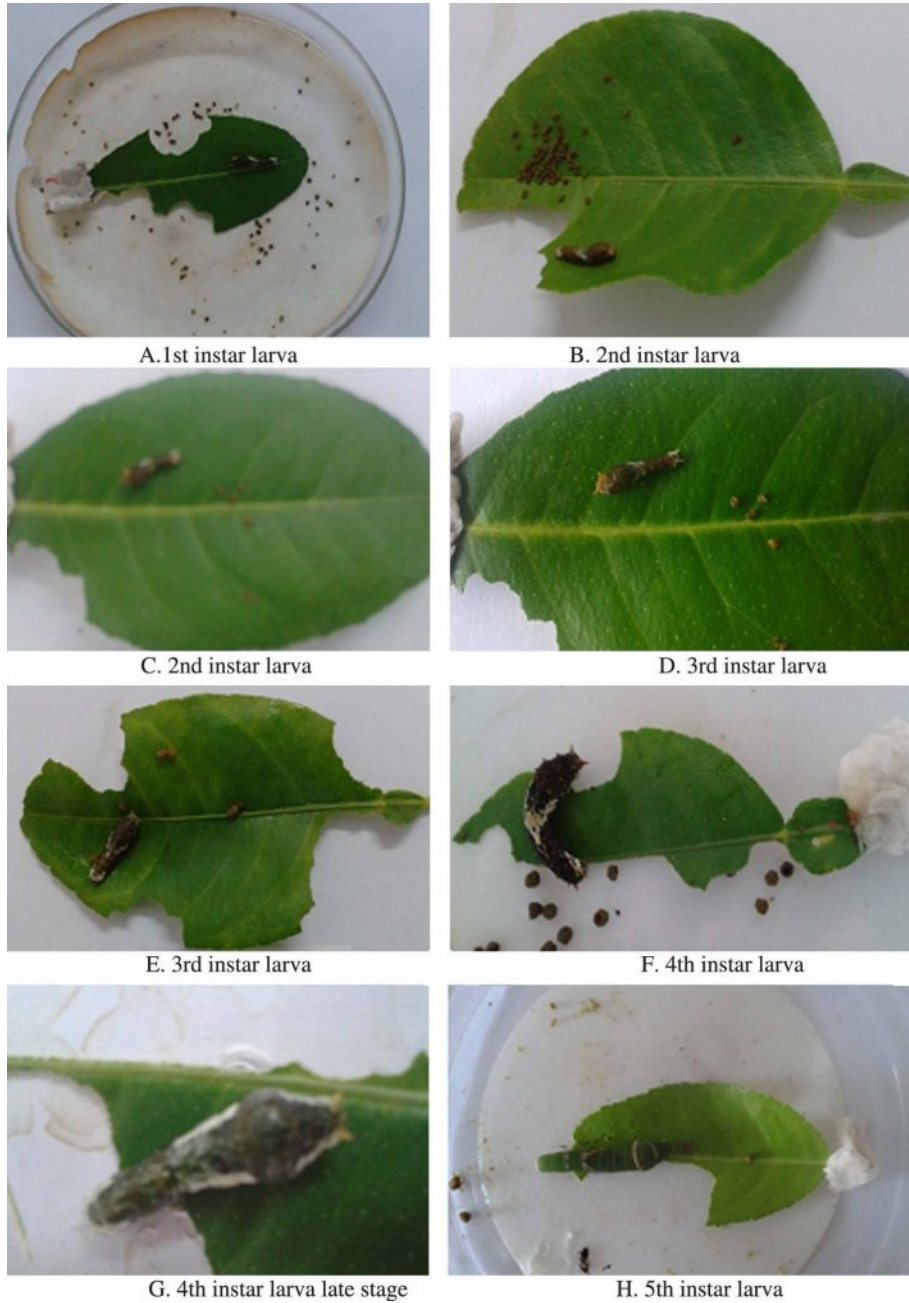 A.1st instar larva
B. 2nd instar larva
C. 2nd instar larva
D. 3rd instar larva
E. 3rd instar larva
F. 4th instar larva
G. 4th instar larva late stage
H. 5th instar larva